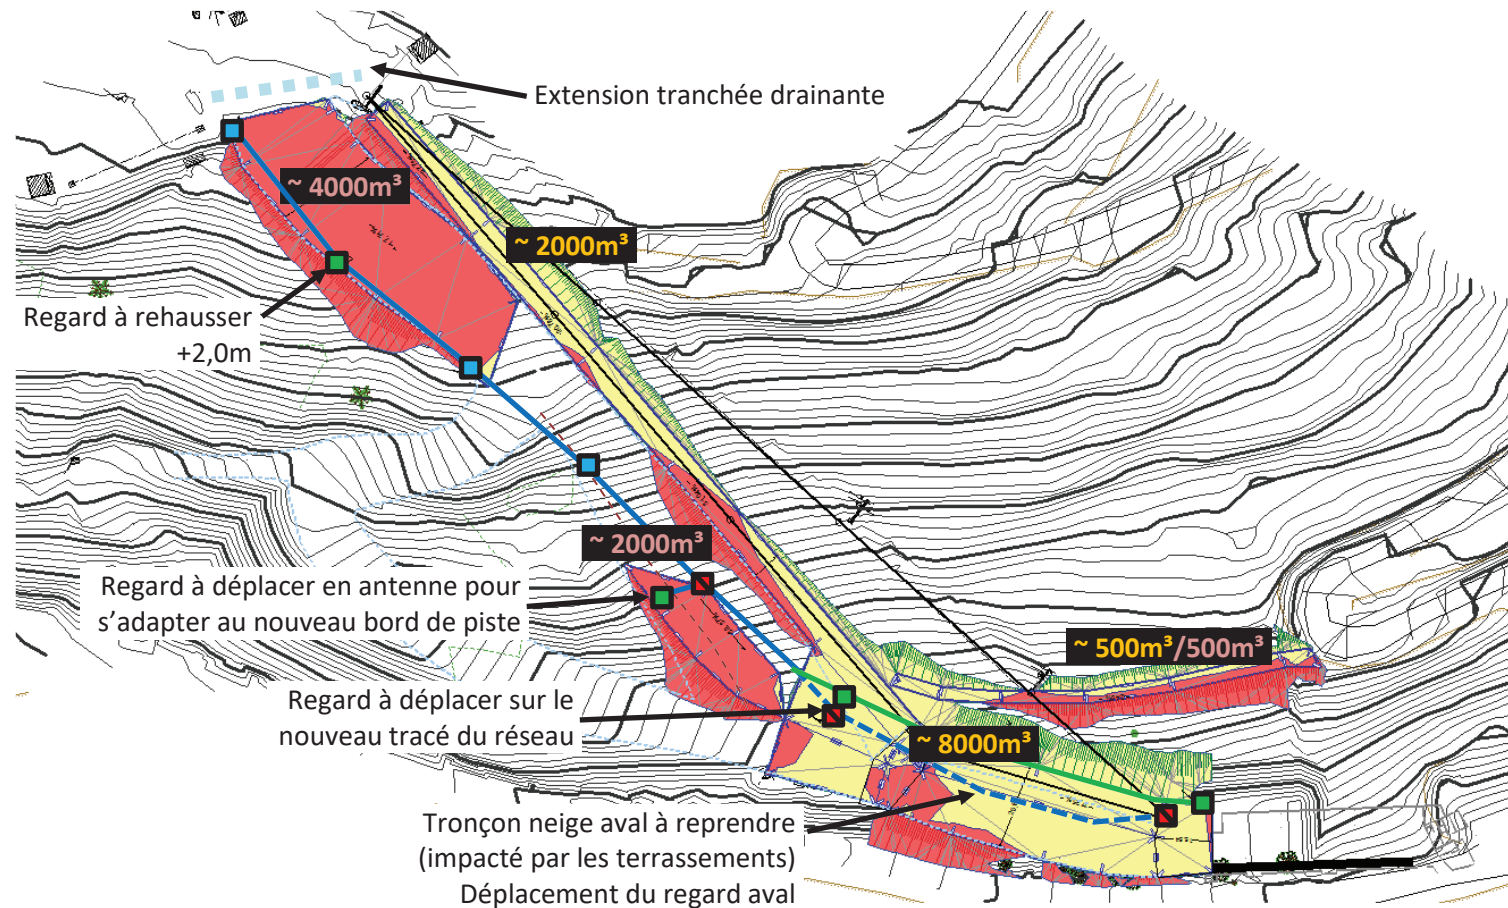 Extension tranchée drainante
~ 4000m³
~ 2000m³
Regard à rehausser
+2,0m
~ 2000m³
Regard à déplacer en antenne pour
s’adapter au nouveau bord de piste
~ 500m³/500m³
Regard à déplacer sur le
nouveau tracé du réseau
~ 8000m³
Tronçon neige aval à reprendre
(impacté par les terrassements)
Déplacement du regard aval